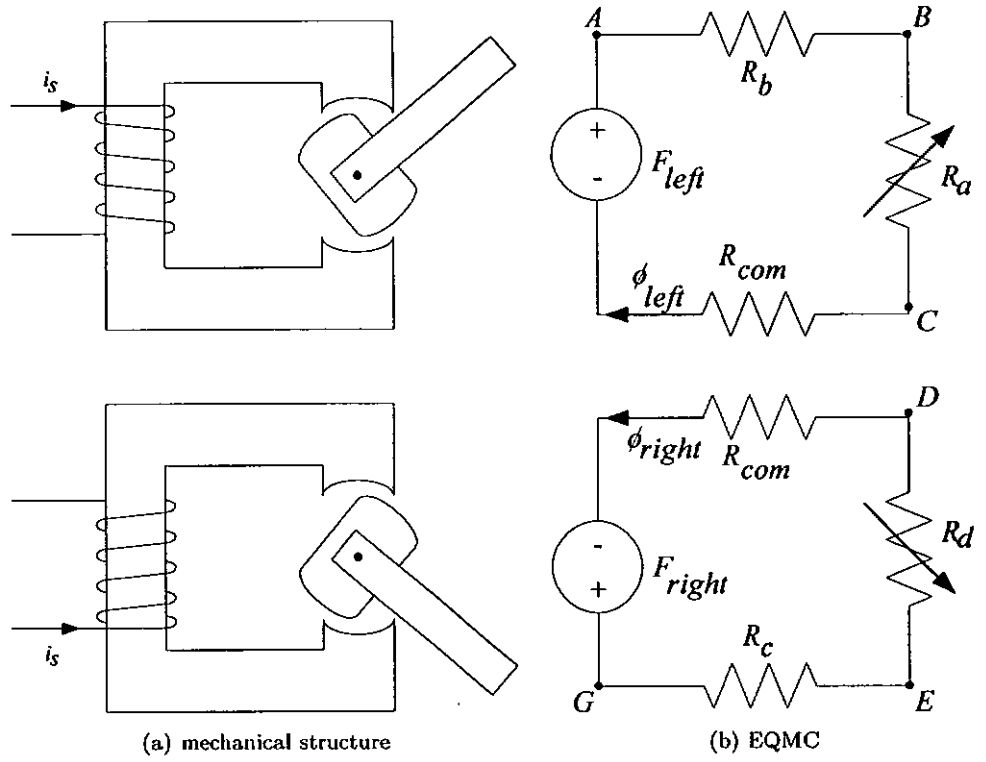 A
B
i_s
R_b
+
F_left
-
R_a
R_com
ϕ_left
C
D
ϕ_right
R_com
-
F_right
+
R_d
i_s
R_c
G
E
(a) mechanical structure
(b) EQMC